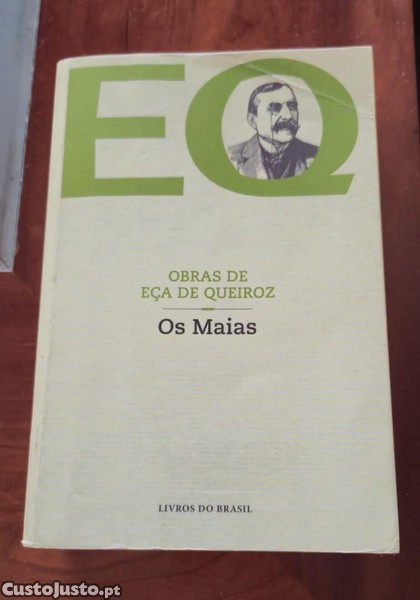 EQ
OBRAS DE
EÇA DE QUEIROZ
Os Maias
LIVROS DO BRASIL
CustoJusto.pt